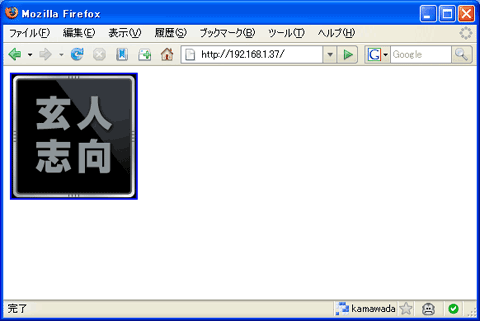 Mozilla Firefox
ファイル(F) 編集(E) 表示(V) 履歴(S) ブックマーク(B) ツール(T) ヘルプ(H)
http://192.168.1.37/ G Google
玄人
志向
完了 kamawada